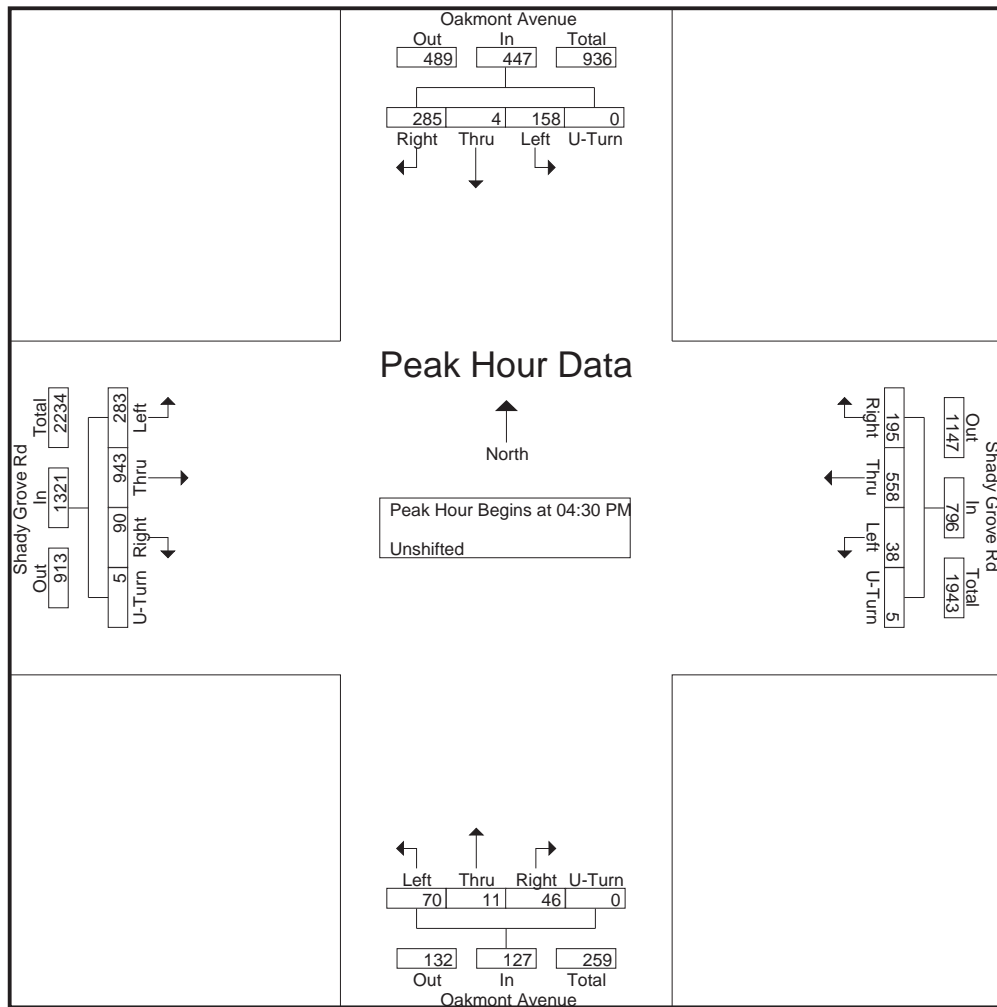 Oakmont Avenue
Out In Total
489 447 936
285 4 158 0
Right Thru Left U-Turn
Peak Hour Data
North
Peak Hour Begins at 04:30 PM
Unshifted
Shady Grove Rd
Out In Total
913 1321 2234
5 90 943 283
U-Turn Right Thru Left
Shady Grove Rd
Out In Total
1147 796 1943
195 558 38 5
Right Thru Left U-Turn
Left Thru Right U-Turn
70 11 46 0
132 127 259
Out In Total
Oakmont Avenue